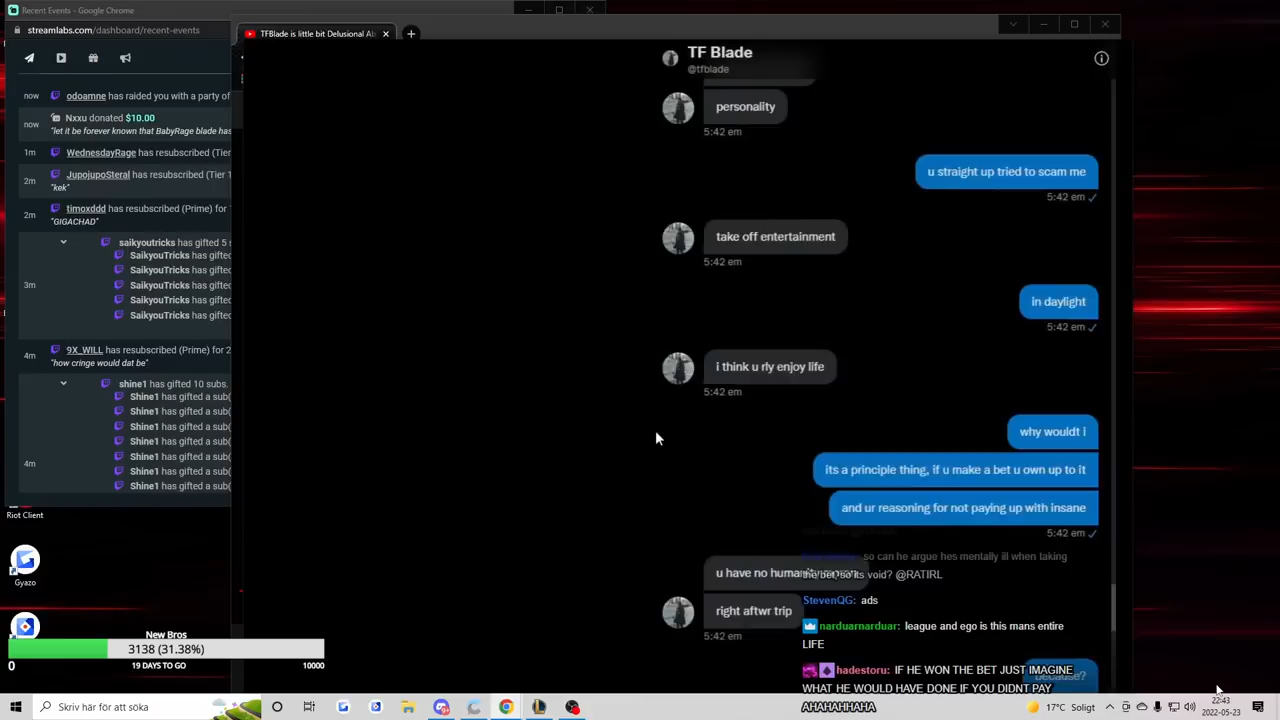 Recent Events - Google Chrome
streamlabs.com/dashboard/recent-events
now odoamne has raided you with a party of
now Nxxu donated $10.00
"let it be forever known that BabyRage blade has
1m WednesdayRage has resubscribed (Tier
2m JupojupoSteral has resubscribed (Tier 1
"kek"
2m timoxddd has resubscribed (Prime) for
"GIGACHAD"
saikyoutricks has gifted 5 s
SaikyouTricks has gifted
SaikyouTricks has gifted
3m
SaikyouTricks has gifted
SaikyouTricks has gifted
SaikyouTricks has gifted
4m 9X_WILL has resubscribed (Prime) for 2
"how cringe would dat be"
shine1 has gifted 10 subs.
Shine1 has gifted a sub(
Shine1 has gifted a sub(
Shine1 has gifted a sub(
Shine1 has gifted a sub(
4m
Shine1 has gifted a sub(
Shine1 has gifted a sub(
Shine1 has gifted a sub(
Riot Client
Gyazo
New Bros
3138 (31.38%)
0 19 DAYS TO GO 10000
TFBlade is little bit Delusional Ab
TF Blade
@tfblade
personality
5:42 em
u straight up tried to scam me
5:42 em
take off entertainment
5:42 em
in daylight
5:42 em
i think u rly enjoy life
5:42 em
why wouldt i
its a principle thing, if u make a bet u own up to it
and ur reasoning for not paying up with insane
5:42 em
so can he argue hes mentally ill when taking
the bet, so its void? @RATIRL
u have no
StevenQG: ads
right aftwr trip
narduarnarduar: league and ego is this mans entire
LIFE
5:42 em
hadestoru: IF HE WON THE BET JUST IMAGINE
WHAT HE WOULD HAVE DONE IF YOU DIDNT PAY
AHAHAHHAHA
because?
Skriv här för att söka
17°C Soligt
22:43
2022-05-23